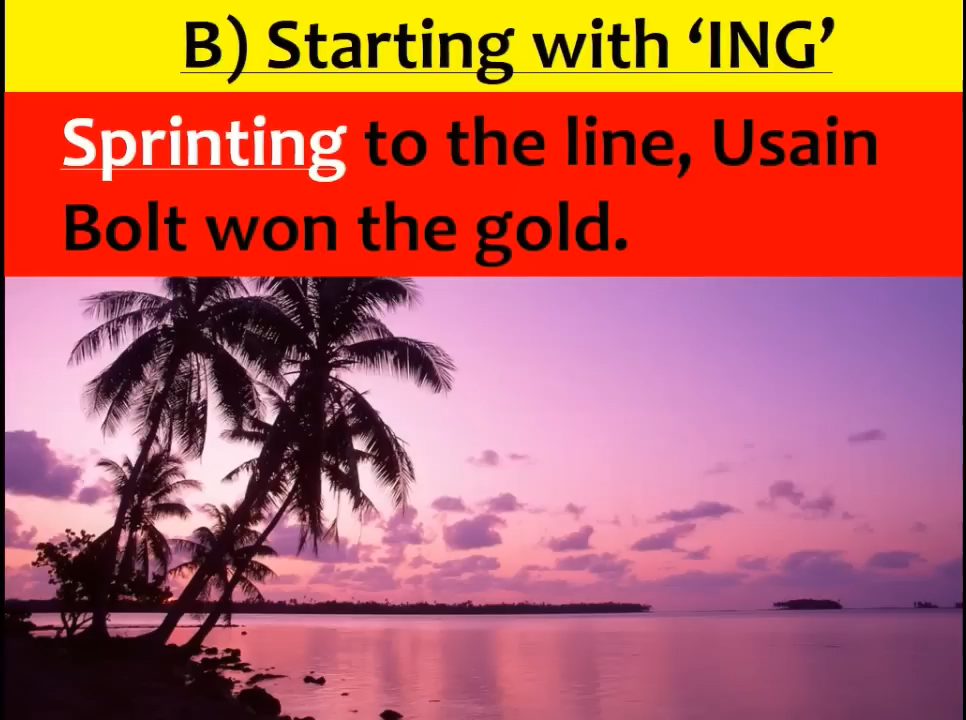 B) Starting with ‘ING’
Sprinting to the line, Usain
Bolt won the gold.